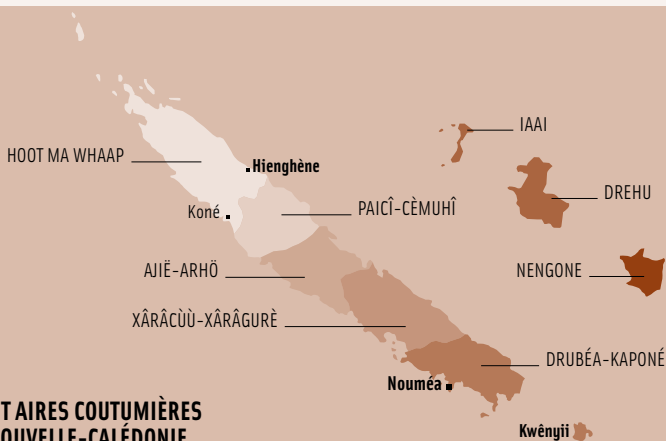 IAAI
HOOT MA WHAAP
Hienghène
DREHU
Koné
PAICÎ-CÈMUHÎ
AJIË-ARHÖ
NENGONE
XÂRÂCÙÙ-XÂRÂGURÈ
DRUBÉA-KAPONÉ
Nouméa
T AIRES COUTUMIÈRES
OUVELLE-CALÉDONIE
Kwênyii